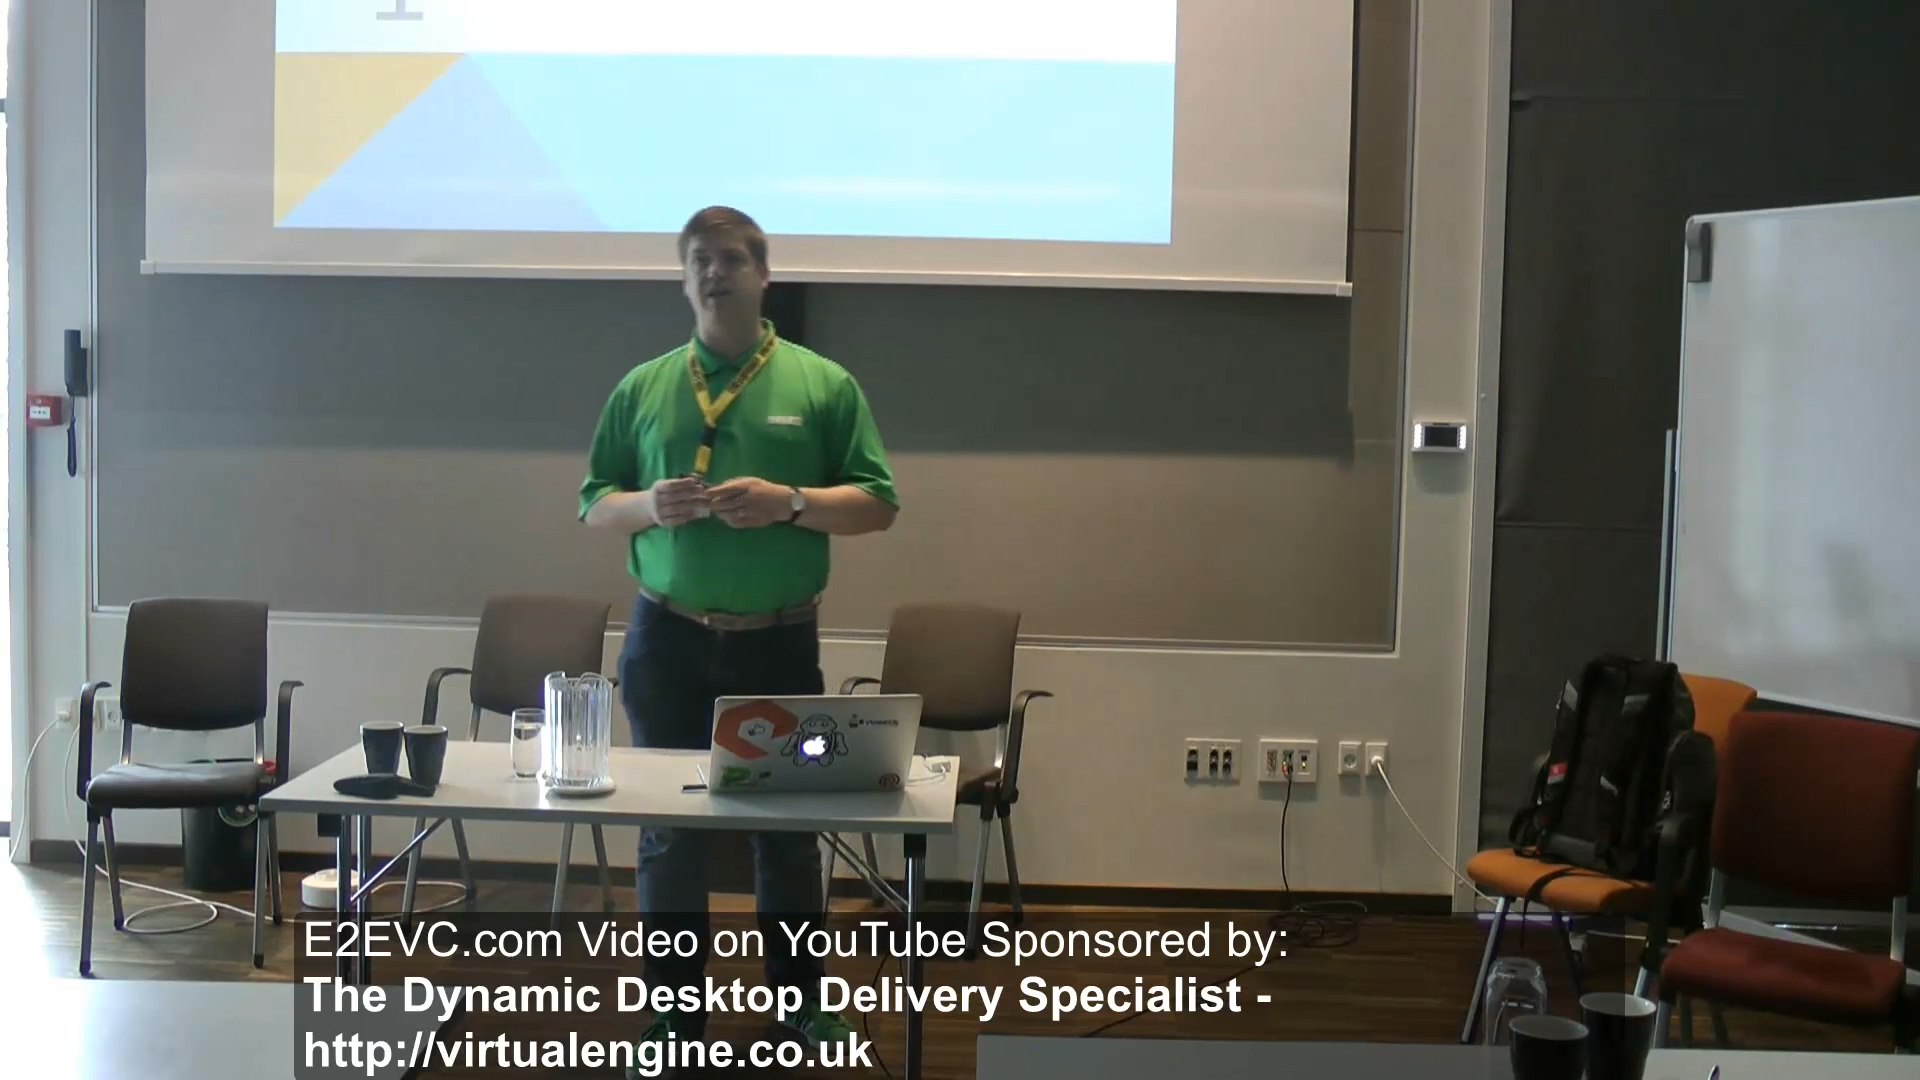 E2EVC.com Video on YouTube Sponsored by:
The Dynamic Desktop Delivery Specialist -
http://virtualengine.co.uk